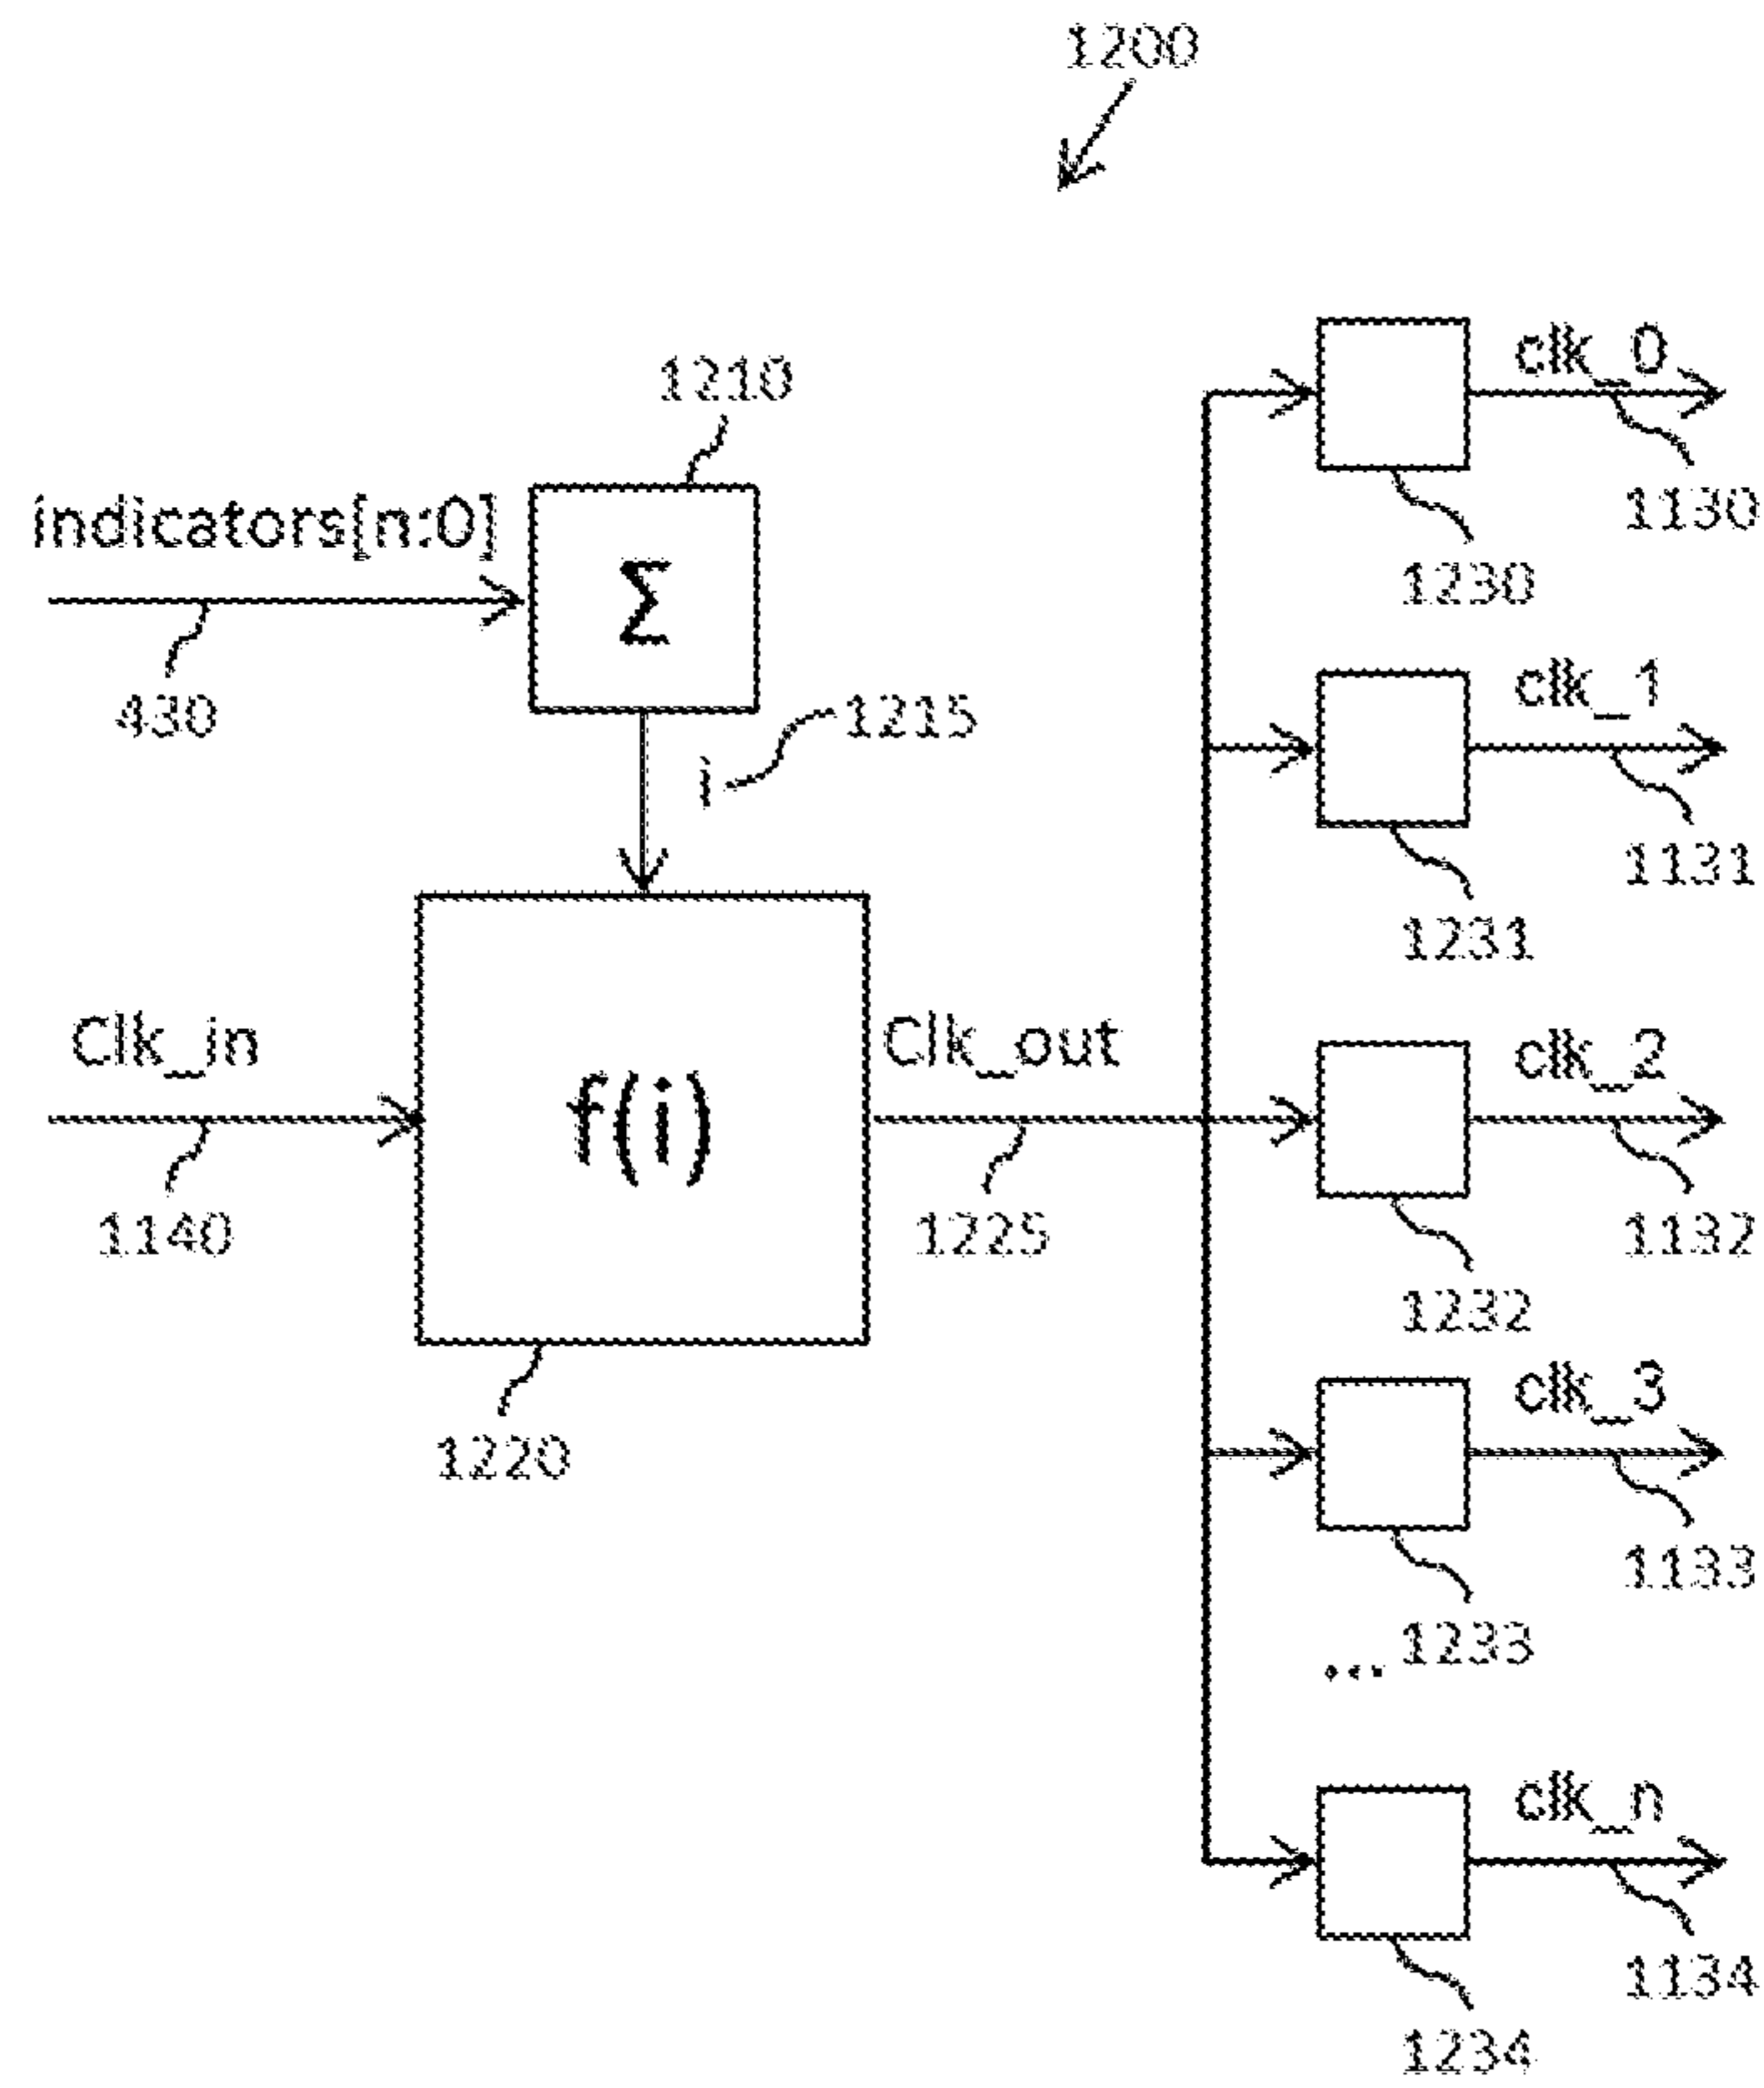 1200
clk_0
1210
1130
indicators[n:0]
1230
Σ
clk_1
430
1215
i
1131
1231
Clk_in
Clk_out
clk_2
f(i)
1140
1225
1132
1232
clk_3
1220
1133
1233
...
clk_n
1134
1234